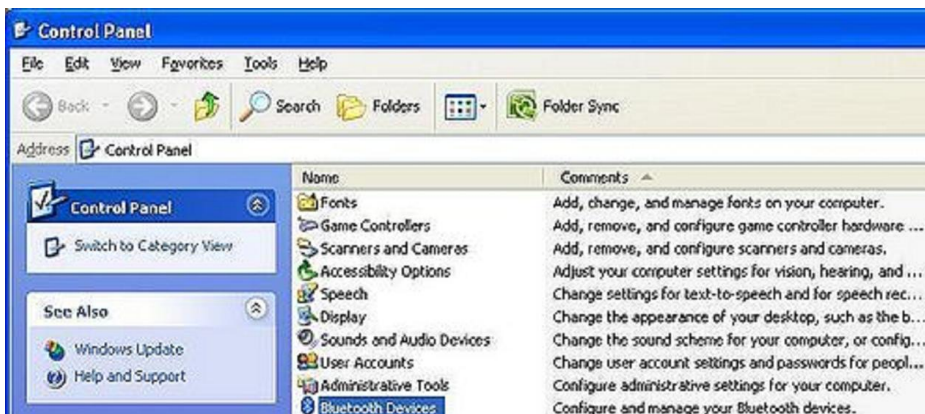 Control Panel
File Edit View Favorites Tools Help
Back Search Folders Folder Sync
Address Control Panel
Name Comments
Control Panel
Switch to Category View
See Also
Windows Update
Help and Support
Fonts Add, change, and manage fonts on your computer.
Game Controllers Add, remove, and configure game controller hardware ...
Scanners and Cameras Add, remove, and configure scanners and cameras.
Accessibility Options Adjust your computer settings for vision, hearing, and ...
Speech Change settings for text-to-speech and for speech rec...
Display Change the appearance of your desktop, such as the b...
Sounds and Audio Devices Change the sound scheme for your computer, or config...
User Accounts Change user account settings and passwords for peopl...
Administrative Tools Configure administrative settings for your computer.
Bluetooth Devices Configure and manage your Bluetooth devices.